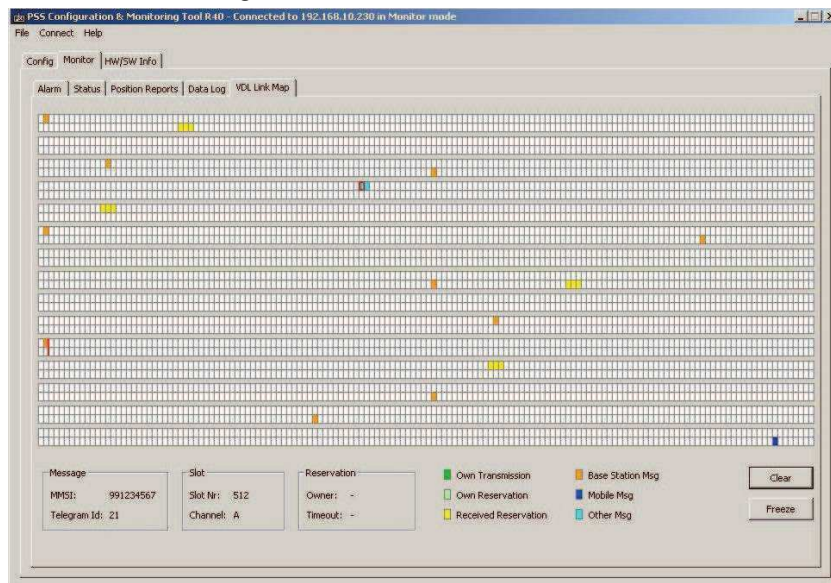 PSS Configuration & Monitoring Tool R40 - Connected to 192.168.10.230 in Monitor mode
File Connect Help
Config Monitor HW/SW Info
Alarm Status Position Reports Data Log VDL Link Map
Message
MMSI: 991234567
Telegram Id: 21
Slot
Slot Nr: 512
Channel: A
Reservation
Owner: -
Timeout: -
Own Transmission
Own Reservation
Received Reservation
Base Station Msg
Mobile Msg
Other Msg
Clear
Freeze